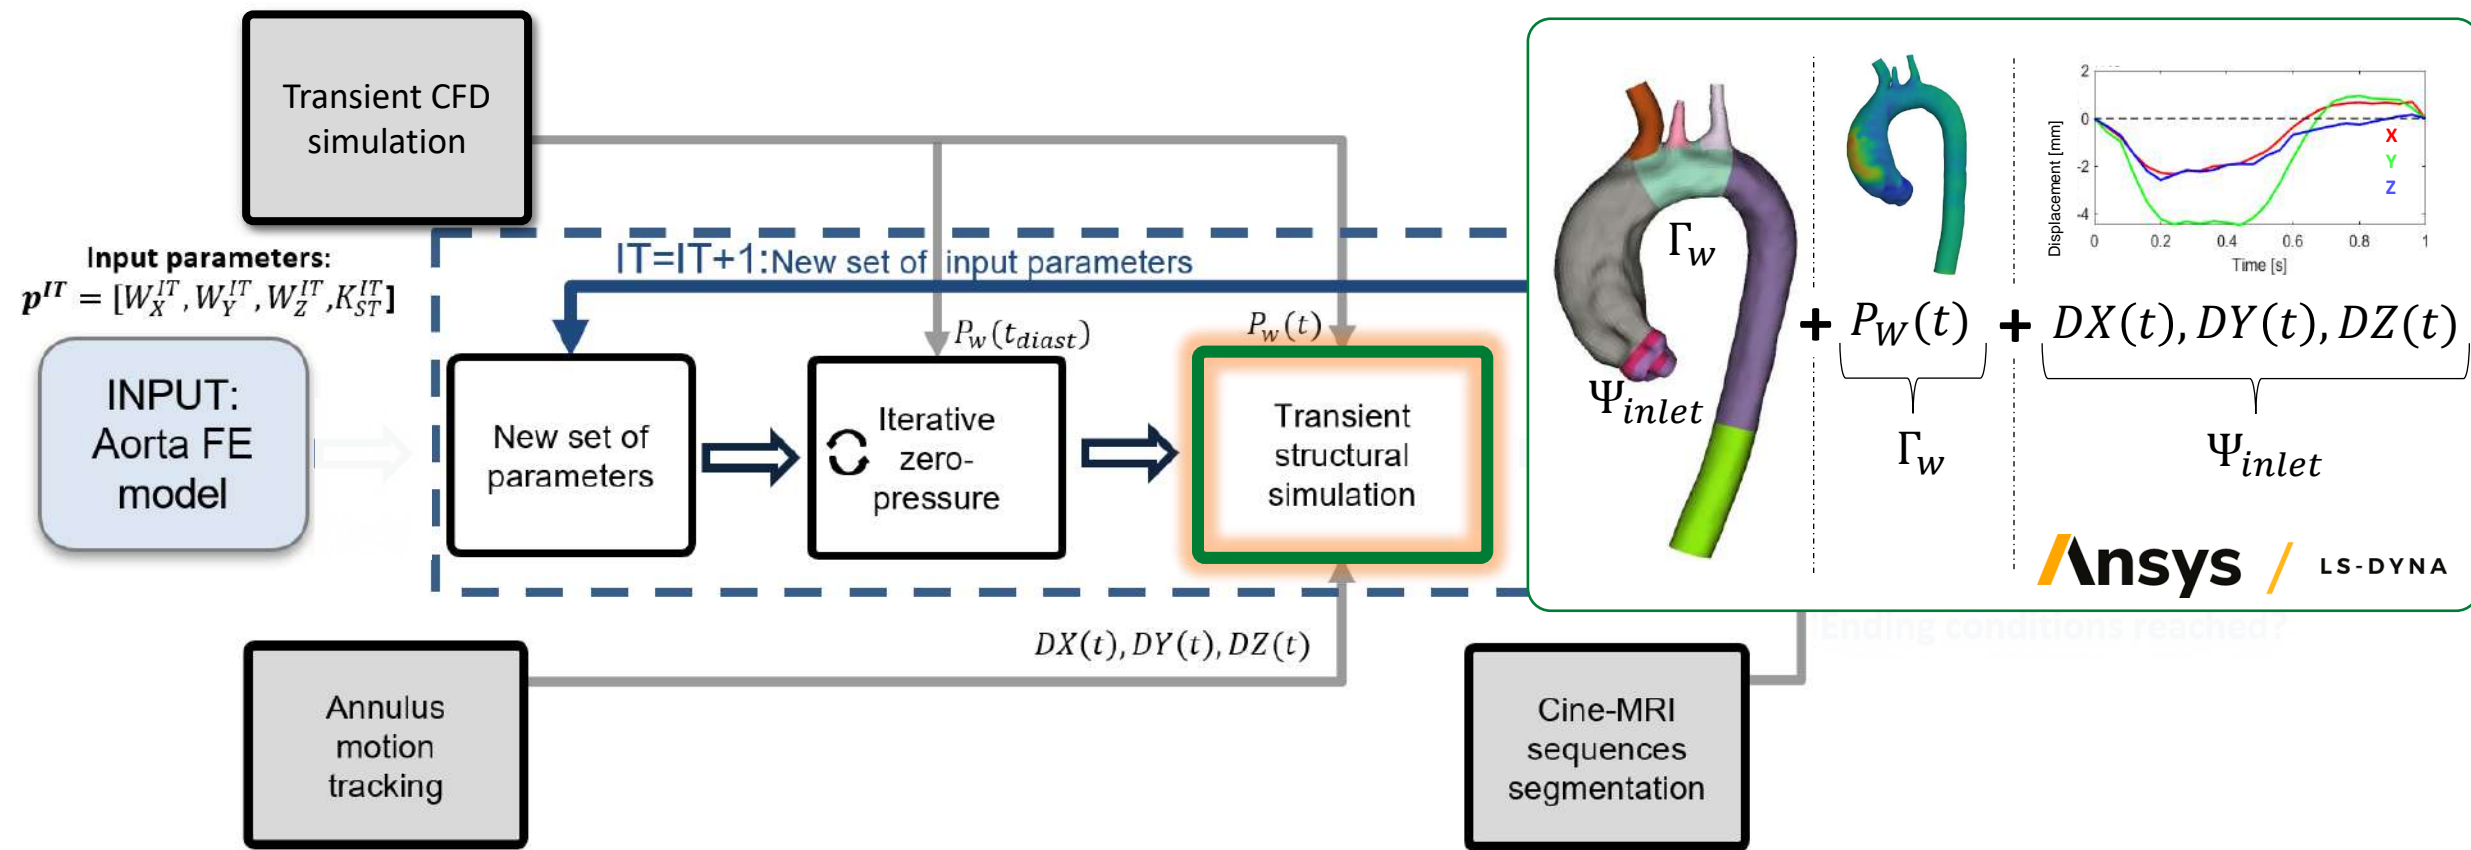 Transient CFD
simulation
Input parameters:
p^IT = [W_X^IT, W_Y^IT, W_Z^IT, K_ST^IT]
INPUT:
Aorta FE
model
IT=IT+1:New set of input parameters
New set of
parameters
P_w(t_diast)
Iterative
zero-
pressure
P_w(t)
Transient
structural
simulation
DX(t), DY(t), DZ(t)
Annulus
motion
tracking
Cine-MRI
sequences
segmentation
Ending conditions reached?
Γ_w
Ψ_inlet
+ P_W(t) + DX(t), DY(t), DZ(t)
Γ_w
Ψ_inlet
Displacement [mm]
2
0
-2
-4
0 0.2 0.4 0.6 0.8 1
Time [s]
X
Y
Z
Ansys / LS-DYNA